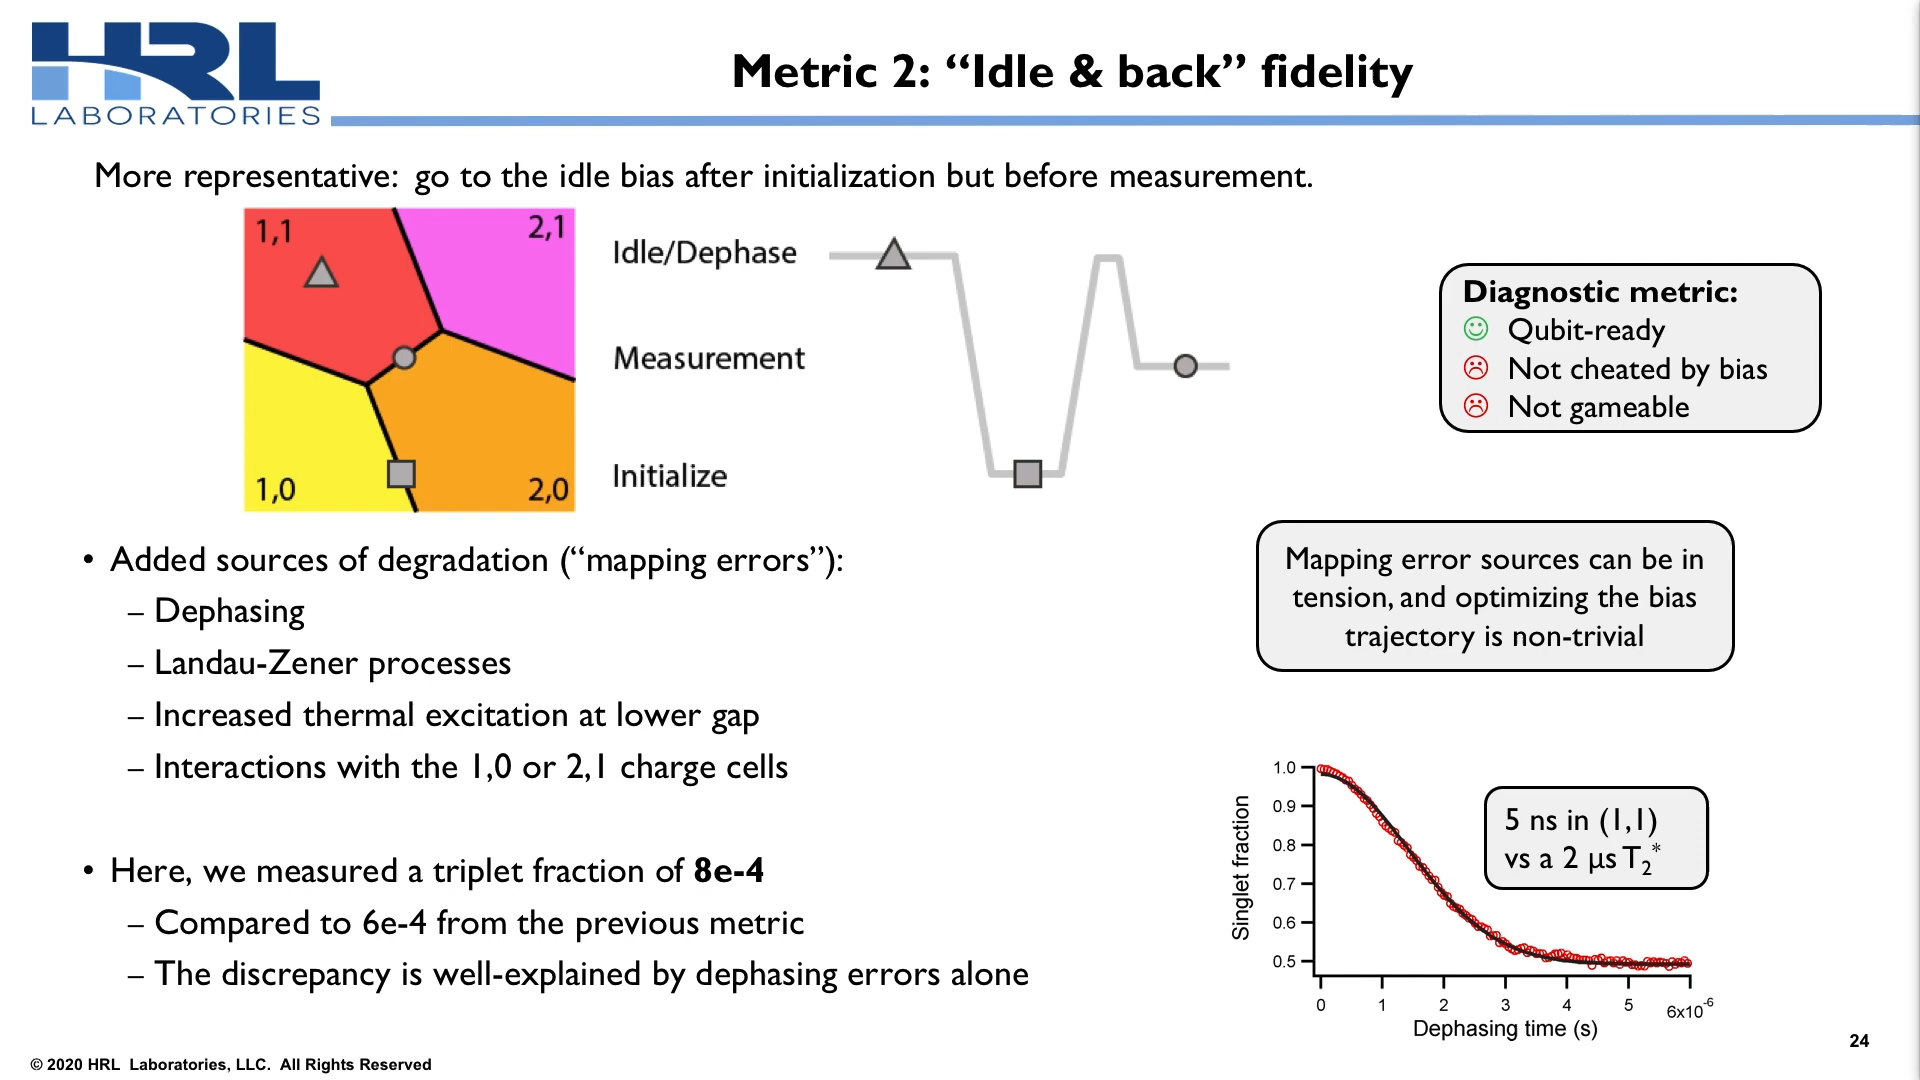 HRL
LABORATORIES
Metric 2: “Idle & back” fidelity
More representative: go to the idle bias after initialization but before measurement.
1,1
2,1
1,0
2,0
Idle/Dephase
Measurement
Initialize
Diagnostic metric:
Qubit-ready
Not cheated by bias
Not gameable
• Added sources of degradation (“mapping errors”):
– Dephasing
– Landau-Zener processes
– Increased thermal excitation at lower gap
– Interactions with the 1,0 or 2,1 charge cells
Mapping error sources can be in
tension, and optimizing the bias
trajectory is non-trivial
• Here, we measured a triplet fraction of 8e-4
– Compared to 6e-4 from the previous metric
– The discrepancy is well-explained by dephasing errors alone
Singlet fraction
1.0
0.9
0.8
0.7
0.6
0.5
0 1 2 3 4 5 6x10⁻⁶
Dephasing time (s)
5 ns in (1,1)
vs a 2 µs T₂*
24
© 2020 HRL Laboratories, LLC. All Rights Reserved